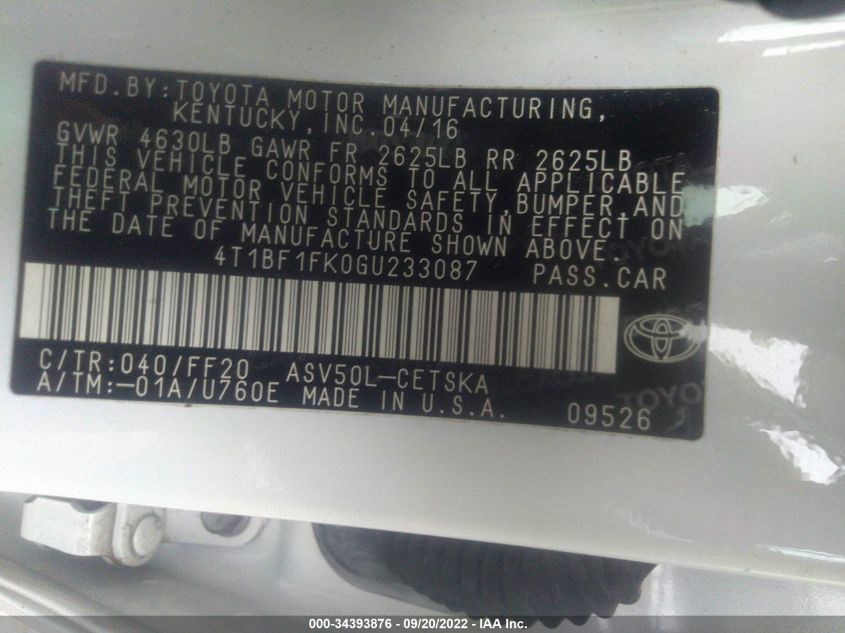 MFD.BY:TOYOTA MOTOR MANUFACTURING,
KENTUCKY,INC.04/16
GVWR 4630LB GAWR FR 2625LB RR 2625LB
THIS VEHICLE CONFORMS TO ALL APPLICABLE
FEDERAL MOTOR VEHICLE SAFETY,BUMPER,AND
THEFT PREVENTION STANDARDS IN EFFECT ON
THE DATE OF MANUFACTURE SHOWN ABOVE.
4T1BF1FK0GU233087 PASS.CAR
C/TR:040/FF20 ASV50L-CETSKA
A/TM:-01A/U760E MADE IN U.S.A. 09526
000-34393876 - 09/20/2022 - IAA Inc.